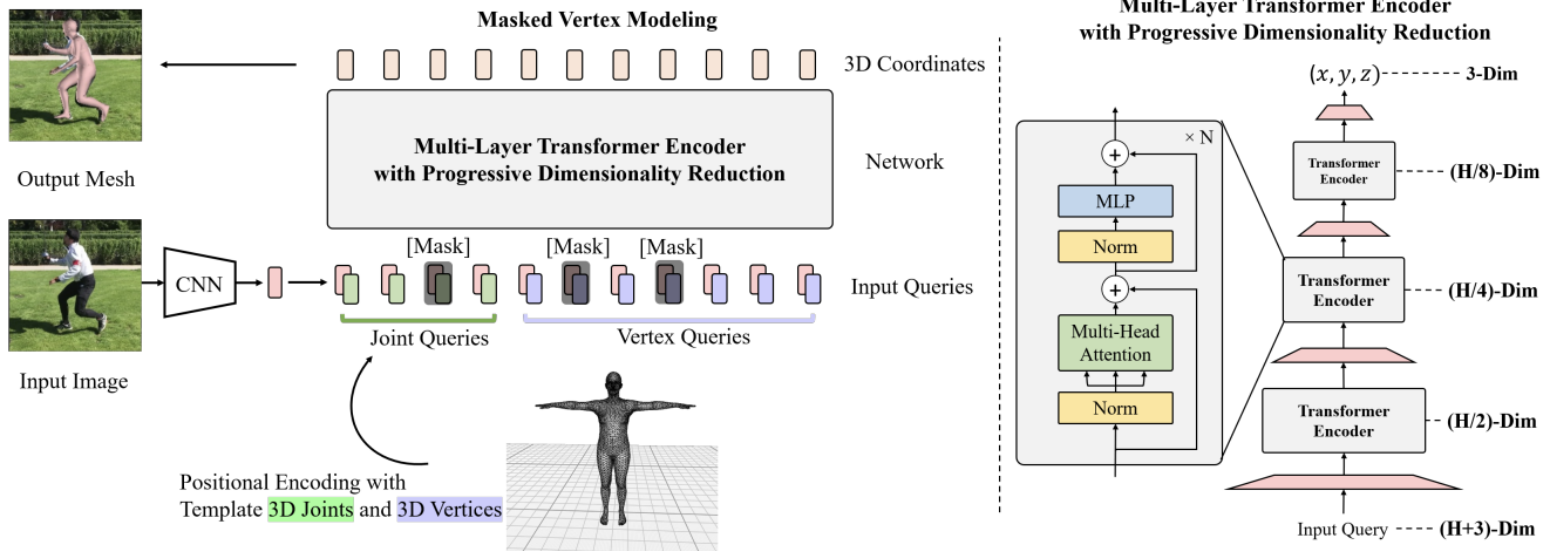 Masked Vertex Modeling
3D Coordinates
Multi-Layer Transformer Encoder
with Progressive Dimensionality Reduction
Network
Output Mesh
[Mask]
[Mask]
[Mask]
CNN
Input Queries
Joint Queries
Vertex Queries
Input Image
Positional Encoding with
Template 3D Joints and 3D Vertices
Multi-Layer Transformer Encoder
with Progressive Dimensionality Reduction
(x, y, z)
3-Dim
× N
Transformer
Encoder
(H/8)-Dim
MLP
Norm
Transformer
Encoder
(H/4)-Dim
Multi-Head
Attention
Norm
Transformer
Encoder
(H/2)-Dim
Input Query
(H+3)-Dim